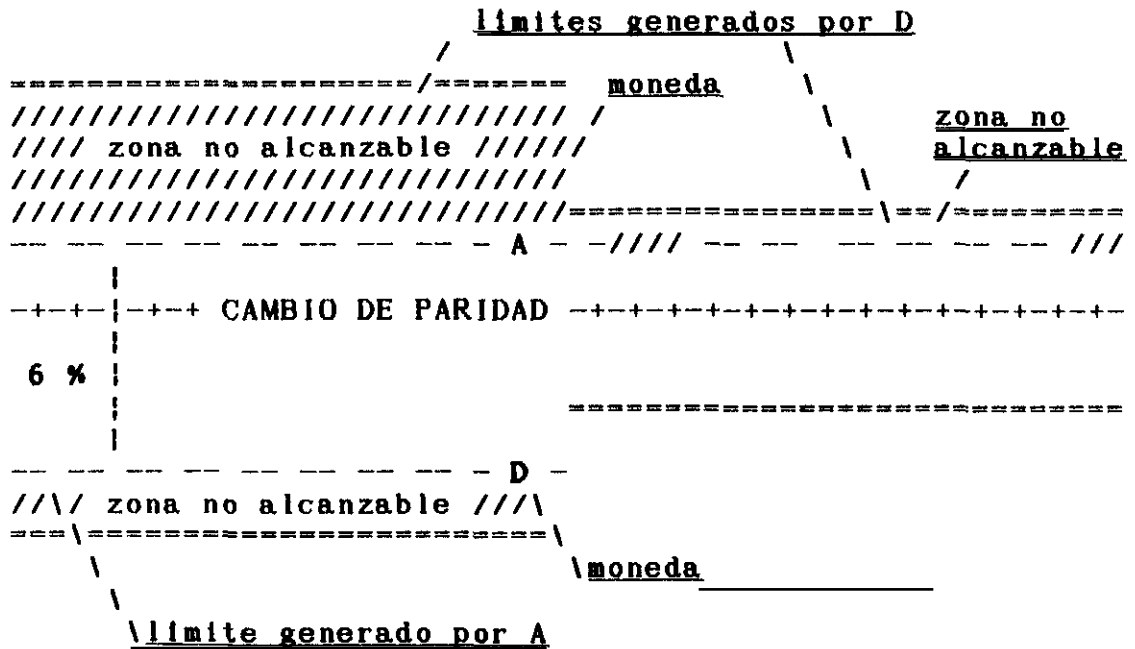 límites generados por D
moneda
zona no
//// zona no alcanzable //////
alcanzable
A
-+-+- -+-+ CAMBIO DE PARIDAD -+-+-+-+-+-+-+-+-+-+-+-+-+-+-
6 %
D
//\/ zona no alcanzable ///\
\moneda
\límite generado por A